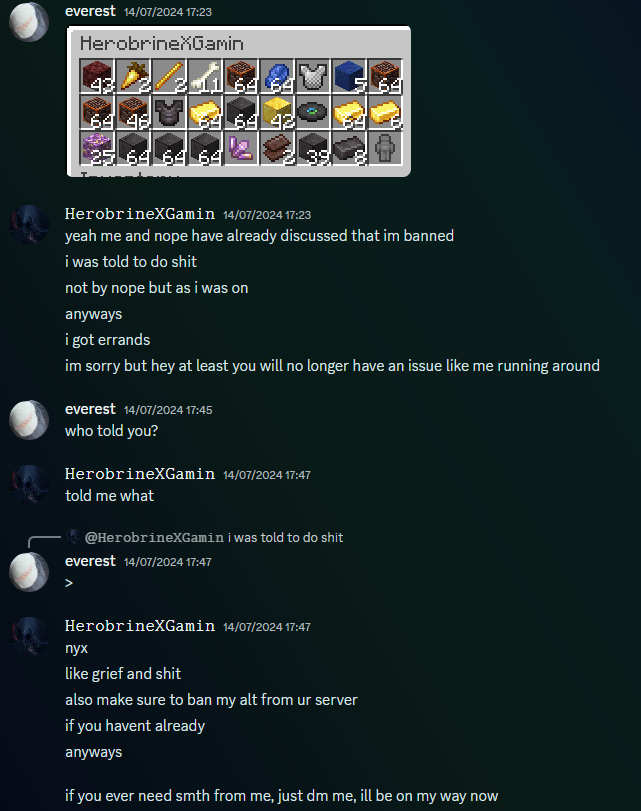 everest 14/07/2024 17:23
HerobrineXGamin
43 2 2 11 64 64 5 64
64 46 64 64 42 64 6
25 64 64 64 2 39 8
Inventory
HerobrineXGamin 14/07/2024 17:23
yeah me and nope have already discussed that im banned
i was told to do shit
not by nope but as i was on
anyways
i got errands
im sorry but hey at least you will no longer have an issue like me running around
everest 14/07/2024 17:45
who told you?
HerobrineXGamin 14/07/2024 17:47
told me what
@HerobrineXGamin i was told to do shit
everest 14/07/2024 17:47
>
HerobrineXGamin 14/07/2024 17:47
nyx
like grief and shit
also make sure to ban my alt from ur server
if you havent already
anyways
if you ever need smth from me, just dm me, ill be on my way now